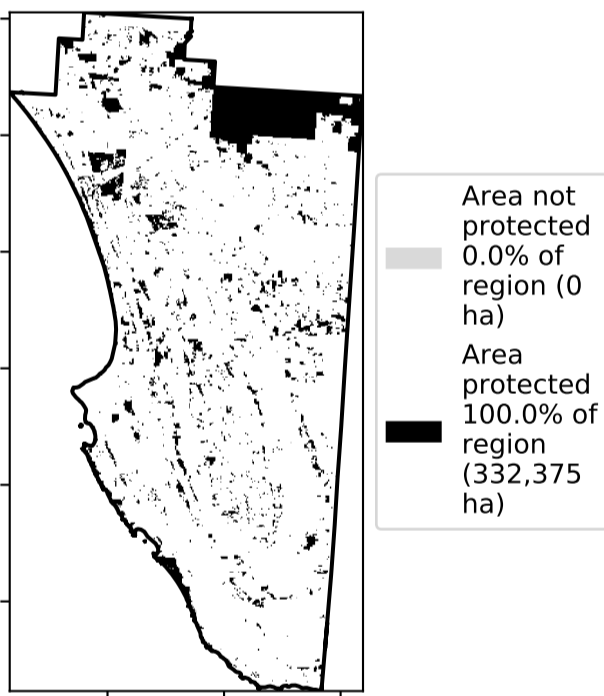 Area not
protected
0.0% of
region (0
ha)
Area
protected
100.0% of
region
(332,375
ha)